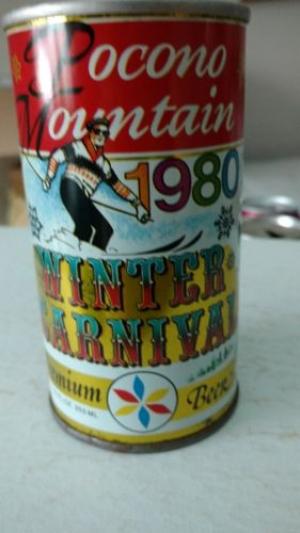 Pocono
Mountain
1980
WINTER
CARNIVAL
Premium Beer